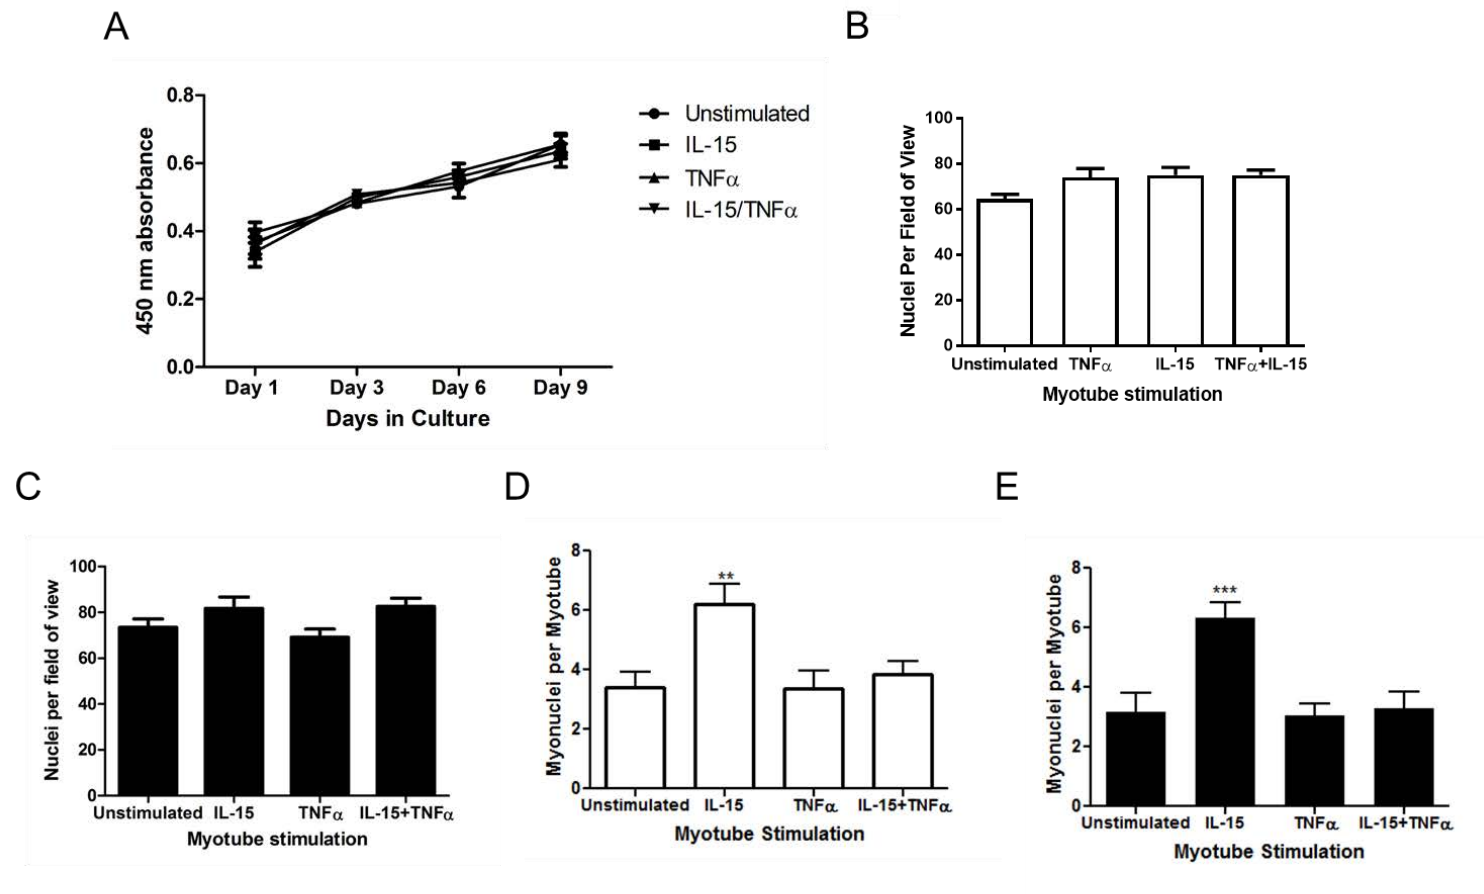 A
450 nm absorbance
0.8
0.6
0.4
0.2
0.0
Day 1 Day 3 Day 6 Day 9
Days in Culture
Unstimulated
IL-15
TNFα
IL-15/TNFα
B
Nuclei Per Field of View
100
80
60
40
20
0
Unstimulated TNFα IL-15 TNFα+IL-15
Myotube stimulation
C
Nuclei per field of view
100
80
60
40
20
0
Unstimulated IL-15 TNFα IL-15+TNFα
Myotube stimulation
D
Myonuclei per Myotube
8
6
4
2
0
**
Unstimulated IL-15 TNFα IL-15+TNFα
Myotube Stimulation
E
Myonuclei per Myotube
8
6
4
2
0
***
Unstimulated IL-15 TNFα IL-15+TNFα
Myotube Stimulation